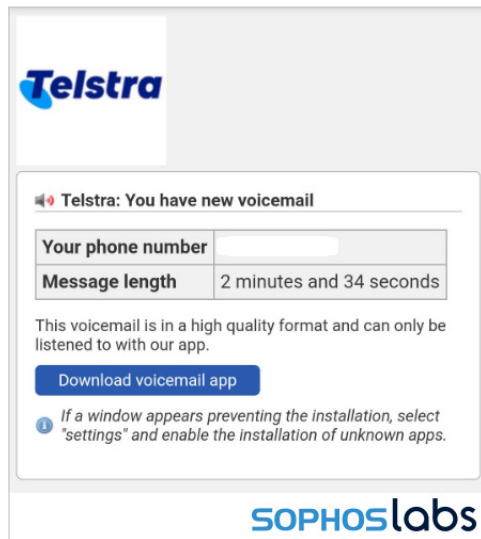 Telstra
Telstra: You have new voicemail
Your phone number
Message length 2 minutes and 34 seconds
This voicemail is in a high quality format and can only be
listened to with our app.
Download voicemail app
If a window appears preventing the installation, select
"settings" and enable the installation of unknown apps.
SOPHOSlabs